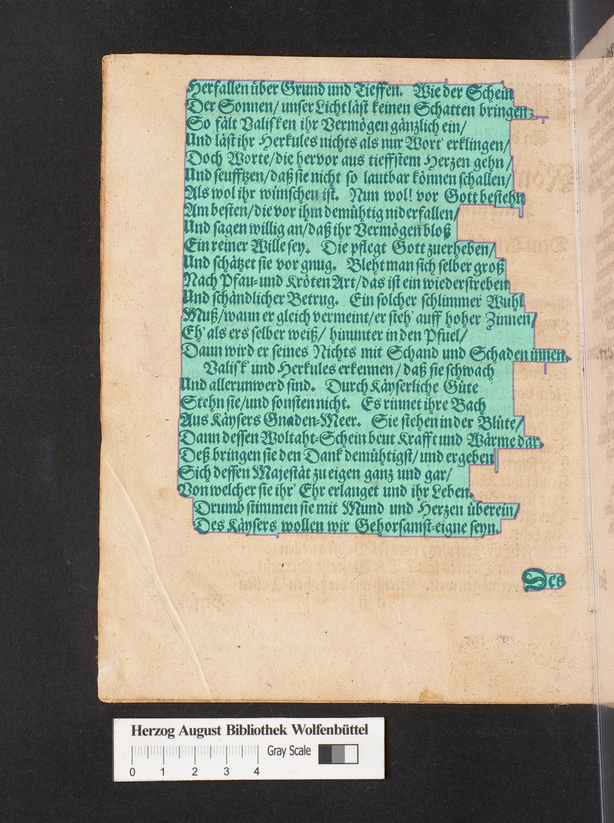 Herfallen über Grund und Tieffen. Wie der Schein
Der Sonnen/ unser Licht läst keinen Schatten bringen.
So fält Valisken ihr Vermögen gänzlich ein/
Und läst ihr Herkules nichts als nur Wort' erklingen/
Doch Worte/ die hervor aus tieffstem Herzen gehn/
Und seufftzen/ daß sie nicht so lautbar können schallen/
Als wol ihr wünschen ist. Nun wol! vor Gott bestehn
Am besten/ die vor ihm demühtig niderfallen/
Und sagen willig an/ daß ihr Vermögen bloß
Ein reiner Wille sey. Die pflegt Gott zuerheben/
Und schätzet sie vor gnug. Bleht man sich selber groß
Nach Pfau- und Kröten Art/ das ist ein wiederstreben
Und schändlicher Betrug. Ein solcher schlimmer Wuhl
Muß/ wann er gleich vermeint/ er steh' auff hoher Zinnen/
Eh' als ers selber weiß/ hinunter in den Pfuel/
Dann wird er seines Nichts mit Schand und Schaden innen.
Valisk' und Herkules erkennen/ daß sie schwach
Und allerunwerd sind. Durch Käyserliche Güte
Stehn sie/ und sonsten nicht. Es rinnet ihre Bach
Aus Käysers Gnaden-Meer. Sie stehen in der Blüte/
Dann dessen Woltaht-Schein beut Krafft und Wärme dar.
Deß bringen sie den Dank demühtigst/ und ergeben
Sich dessen Majestät zu eigen ganz und gar/
Von welcher sie ihr' Ehr erlanget und ihr Leben.
Drumb stimmen sie mit Mund und Herzen überein/
Des Käysers wollen wir Gehorsamst-eigne seyn.
Des
Herzog August Bibliothek Wolfenbüttel
Gray Scale
0 1 2 3 4